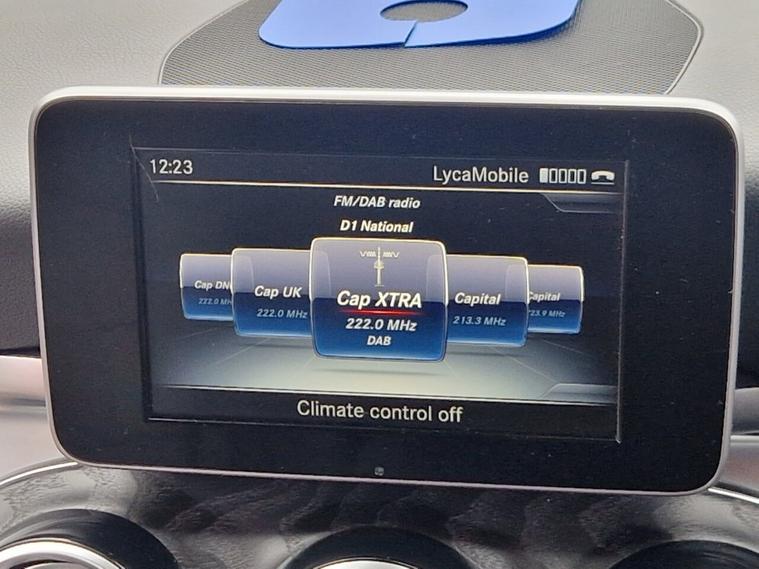 12:23 LycaMobile
FM/DAB radio
D1 National
Cap UK Cap XTRA Capital
222.0 MHz 222.0 MHz 213.3 MHz
DAB
Climate control off